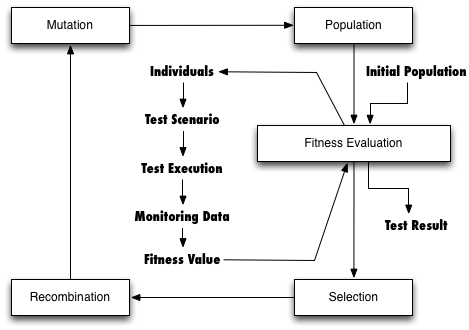 Mutation
Population
Individuals
Initial Population
Test Scenario
Fitness Evaluation
Test Execution
Monitoring Data
Test Result
Fitness Value
Recombination
Selection